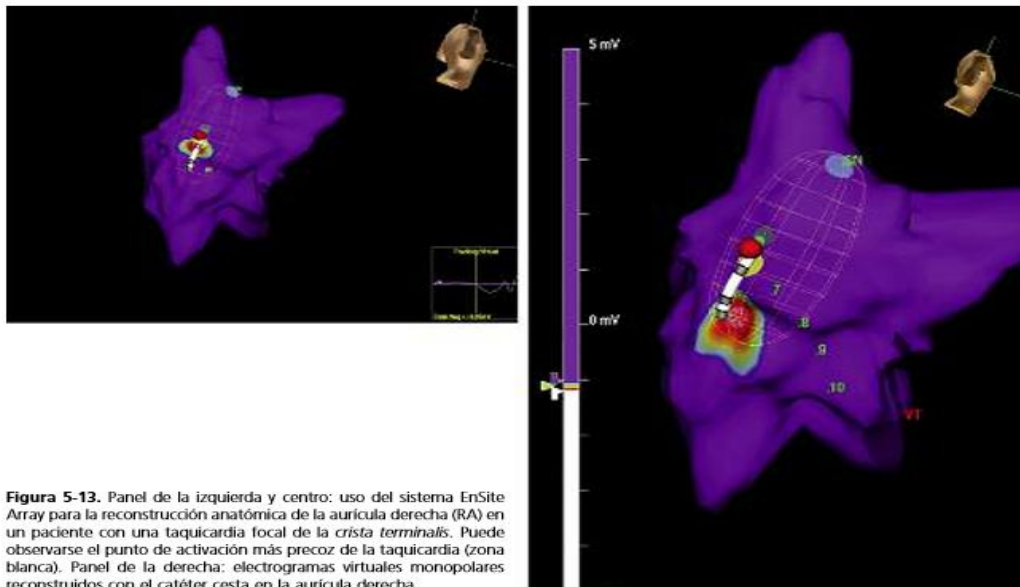 5 mV
SN
7
.8
0 mV
.9
.10
VT
Figura 5-13. Panel de la izquierda y centro: uso del sistema EnSite
Array para la reconstrucción anatómica de la aurícula derecha (RA) en
un paciente con una taquicardia focal de la crista terminalis. Puede
observarse el punto de activación más precoz de la taquicardia (zona
blanca). Panel de la derecha: electrogramas virtuales monopolares
reconstruidos con el catéter cesta en la aurícula derecha.